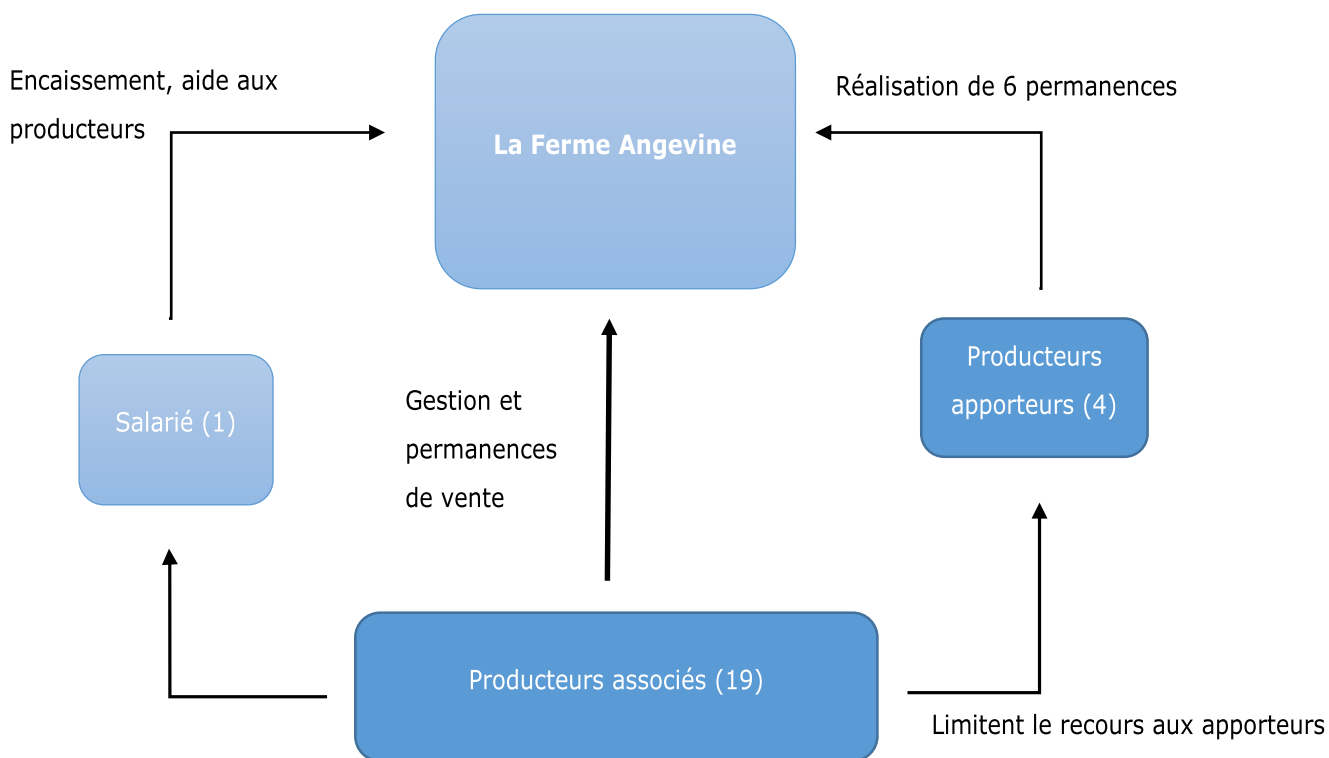 Encaissement, aide aux
producteurs
La Ferme Angevine
Réalisation de 6 permanences
Salarié (1)
Gestion et
permanences
de vente
Producteurs
apporteurs (4)
Producteurs associés (19)
Limitent le recours aux apporteurs